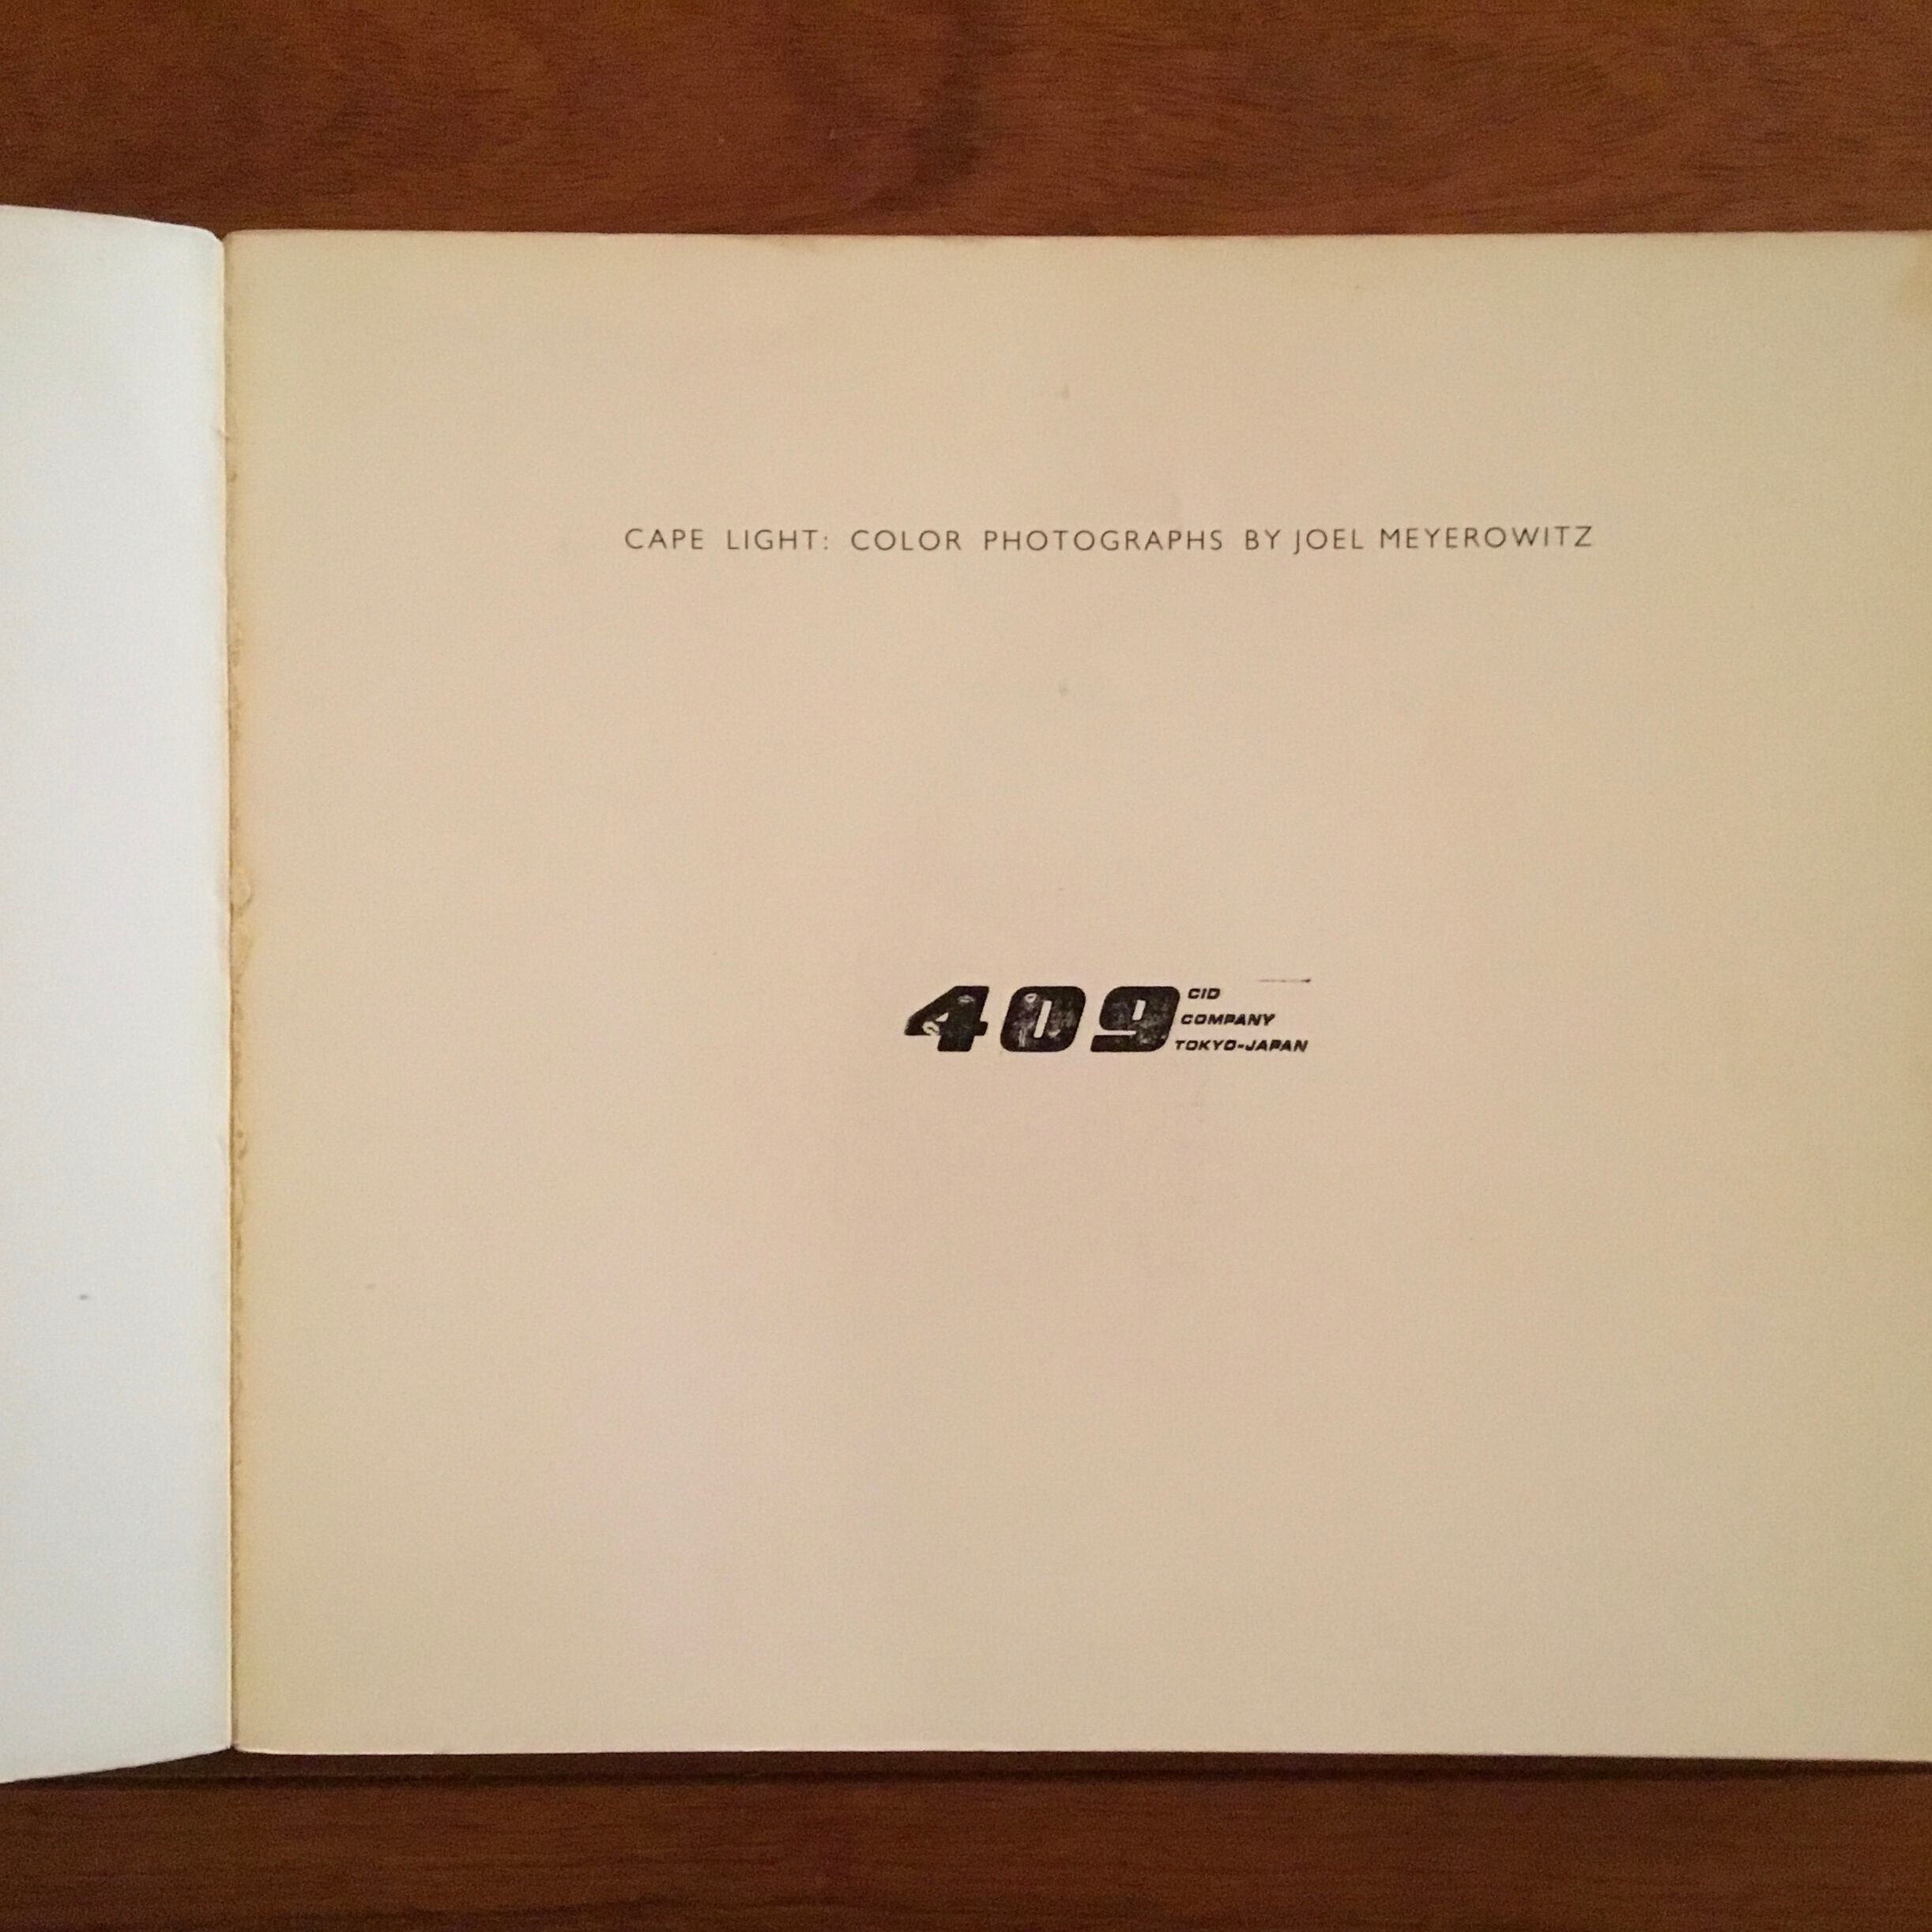 CAPE LIGHT: COLOR PHOTOGRAPHS BY JOEL MEYEROWITZ
409
CID
COMPANY
TOKYO-JAPAN